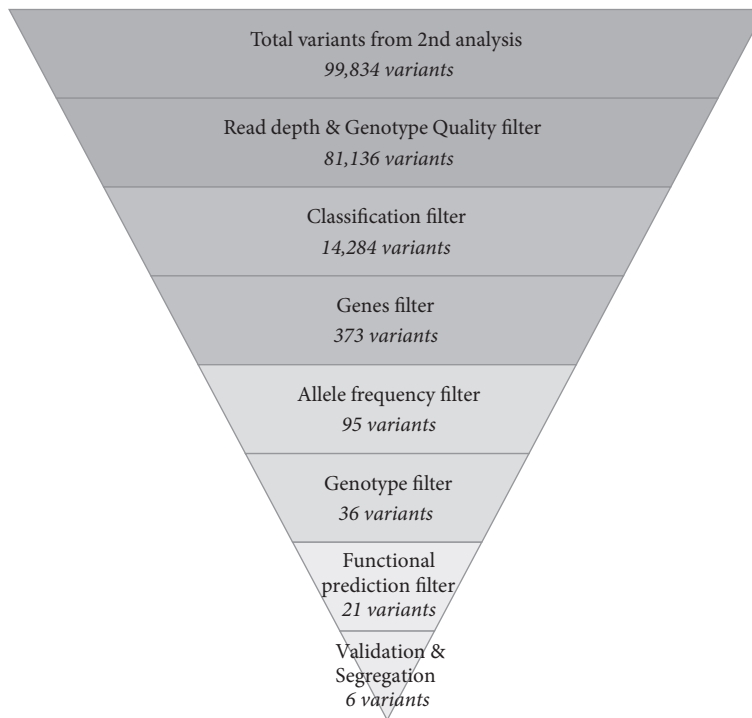 Total variants from 2nd analysis
99,834 variants
Read depth & Genotype Quality filter
81,136 variants
Classification filter
14,284 variants
Genes filter
373 variants
Allele frequency filter
95 variants
Genotype filter
36 variants
Functional
prediction filter
21 variants
Validation &
Segregation
6 variants